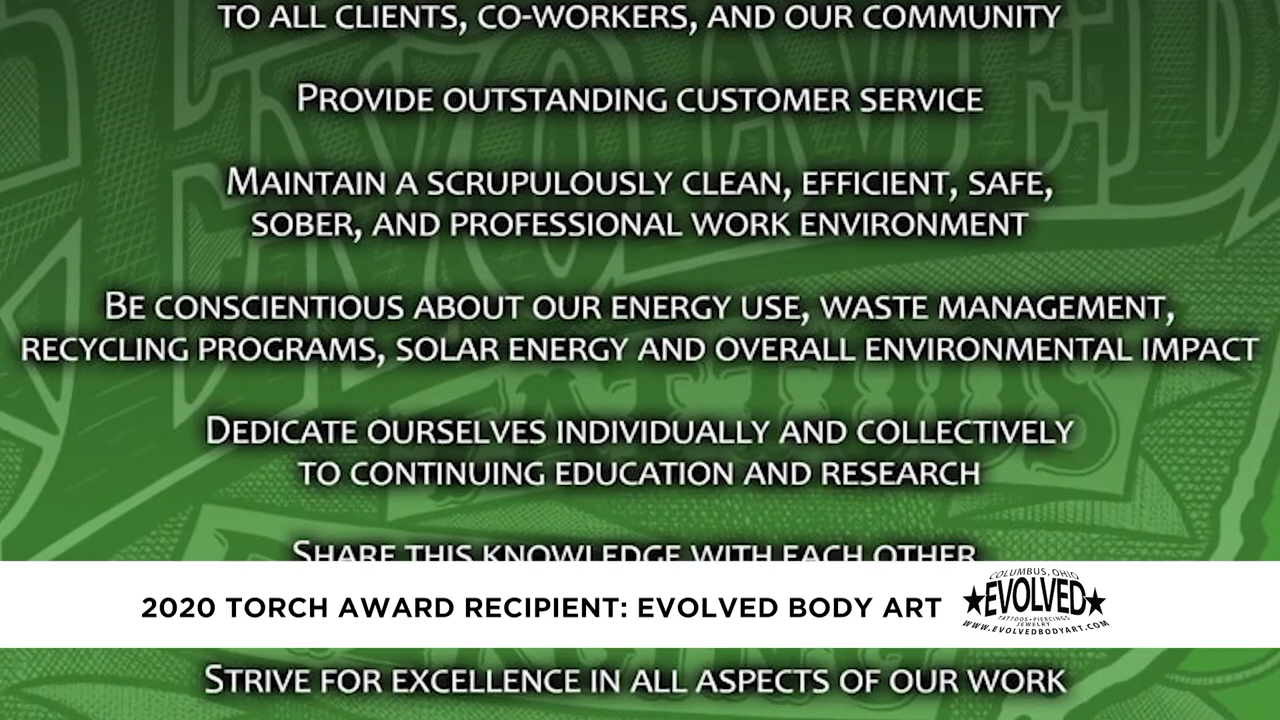 TO ALL CLIENTS, CO-WORKERS, AND OUR COMMUNITY
PROVIDE OUTSTANDING CUSTOMER SERVICE
MAINTAIN A SCRUPULOUSLY CLEAN, EFFICIENT, SAFE,
SOBER, AND PROFESSIONAL WORK ENVIRONMENT
BE CONSCIENTIOUS ABOUT OUR ENERGY USE, WASTE MANAGEMENT,
RECYCLING PROGRAMS, SOLAR ENERGY AND OVERALL ENVIRONMENTAL IMPACT
DEDICATE OURSELVES INDIVIDUALLY AND COLLECTIVELY
TO CONTINUING EDUCATION AND RESEARCH
SHARE THIS KNOWLEDGE WITH EACH OTHER
2020 TORCH AWARD RECIPIENT: EVOLVED BODY ART
COLUMBUS, OHIO
EVOLVED
TATTOOS • PIERCINGS
JEWELRY
WWW.EVOLVEDBODYART.COM
STRIVE FOR EXCELLENCE IN ALL ASPECTS OF OUR WORK